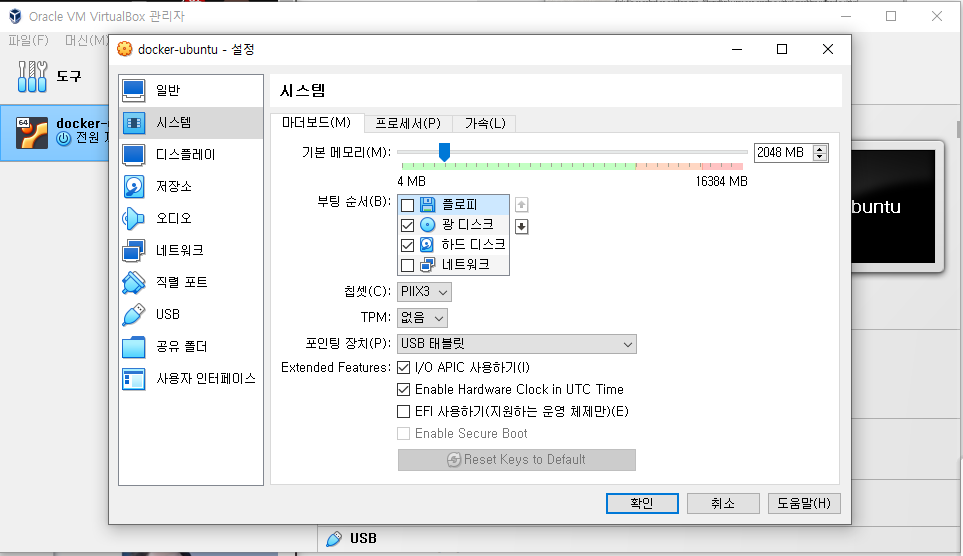 Oracle VM VirtualBox 관리자
파일(F) 머신(M)
docker-ubuntu - 설정
도구
64
docker-
전원
일반
시스템
디스플레이
저장소
오디오
네트워크
직렬 포트
USB
공유 폴더
사용자 인터페이스
시스템
마더보드(M) 프로세서(P) 가속(L)
기본 메모리(M): 2048 MB
4 MB 16384 MB
부팅 순서(B): 플로피
광 디스크
하드 디스크
네트워크
칩셋(C): PIIX3
TPM: 없음
포인팅 장치(P): USB 태블릿
Extended Features: I/O APIC 사용하기(I)
Enable Hardware Clock in UTC Time
EFI 사용하기(지원하는 운영 체제만)(E)
Enable Secure Boot
Reset Keys to Default
확인 취소 도움말(H)
buntu
USB